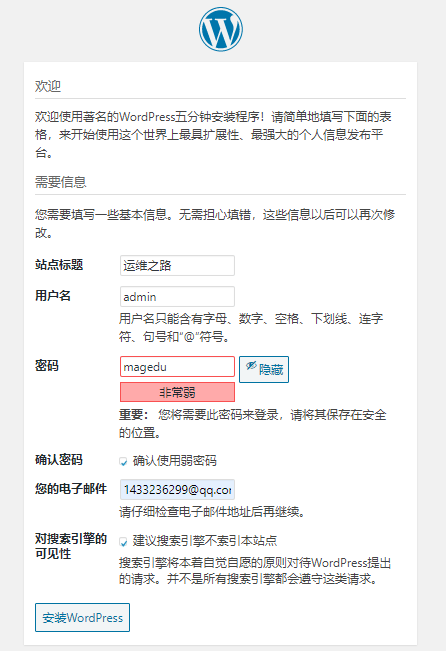 欢迎
欢迎使用著名的WordPress五分钟安装程序！请简单地填写下面的表
格，来开始使用这个世界上最具扩展性、最强大的个人信息发布平
台。
需要信息
您需要填写一些基本信息。无需担心填错，这些信息以后可以再次修
改。
站点标题 运维之路
用户名 admin
用户名只能含有字母、数字、空格、下划线、连字
符、句号和“@”符号。
密码 magedu 隐藏
非常弱
重要： 您将需要此密码来登录，请将其保存在安全
的位置。
确认密码 确认使用弱密码
您的电子邮件 1433236299@qq.con
请仔细检查电子邮件地址后再继续。
对搜索引擎的
可见性 建议搜索引擎不索引本站点
搜索引擎将本着自觉自愿的原则对待WordPress提出
的请求。并不是所有搜索引擎都会遵守这类请求。
安装WordPress